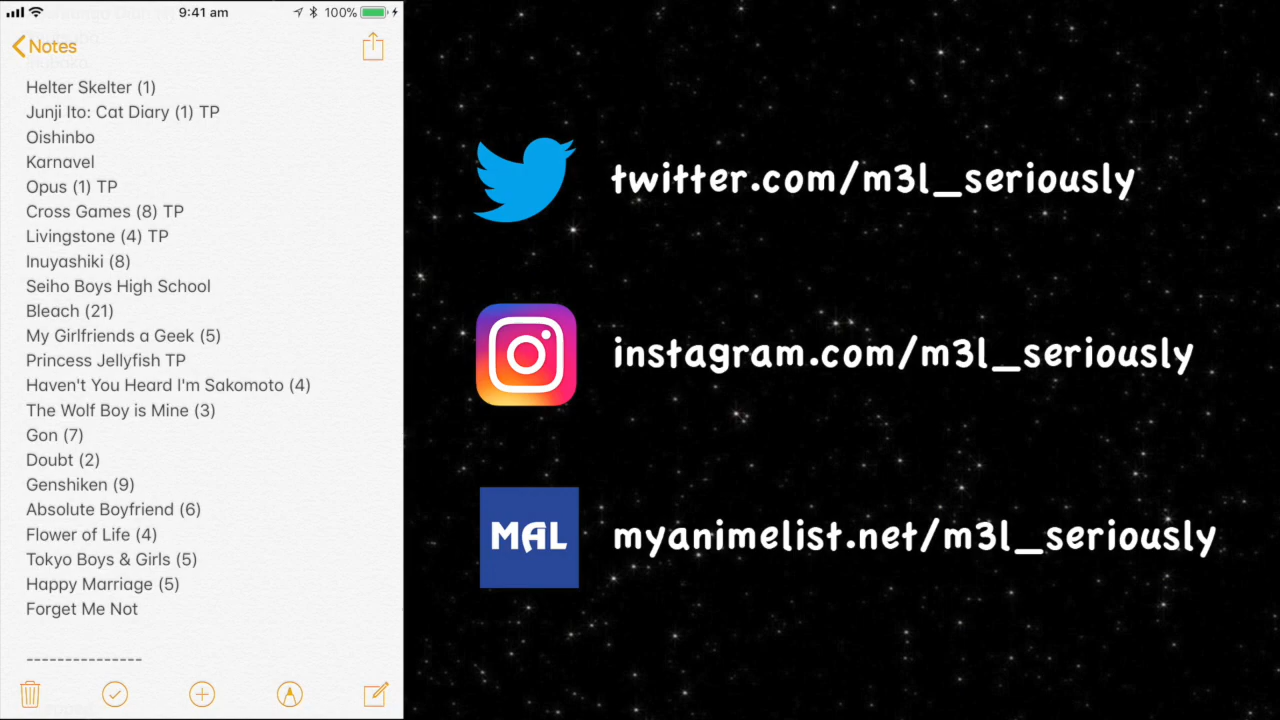 9:41 am
100%
Notes
Helter Skelter (1)
Junji Ito: Cat Diary (1) TP
Oishinbo
Karnavel
Opus (1) TP
Cross Games (8) TP
Livingstone (4) TP
Inuyashiki (8)
Seiho Boys High School
Bleach (21)
My Girlfriends a Geek (5)
Princess Jellyfish TP
Haven't You Heard I'm Sakomoto (4)
The Wolf Boy is Mine (3)
Gon (7)
Doubt (2)
Genshiken (9)
Absolute Boyfriend (6)
Flower of Life (4)
Tokyo Boys & Girls (5)
Happy Marriage (5)
Forget Me Not
---------------
twitter.com/m3l_seriously
instagram.com/m3l_seriously
MAL
myanimelist.net/m3l_seriously